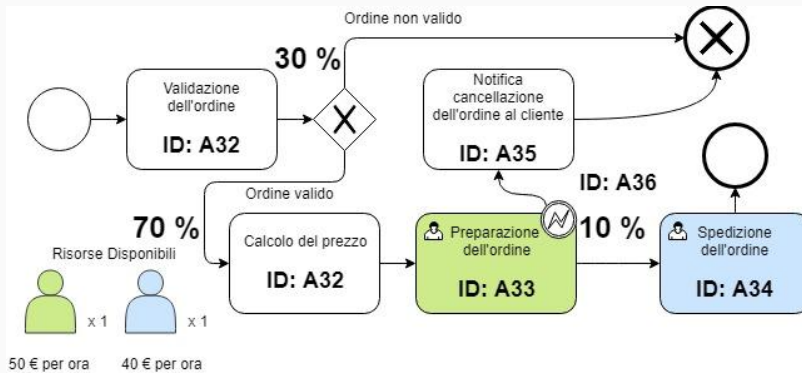 Ordine non valido
30 %
Validazione
dell'ordine
ID: A32
Notifica
cancellazione
dell'ordine al cliente
ID: A35
ID: A36
Ordine valido
70 %
Calcolo del prezzo
ID: A32
Preparazione
dell'ordine
ID: A33
10 %
Spedizione
dell'ordine
ID: A34
Risorse Disponibili
x 1
x 1
50 € per ora
40 € per ora